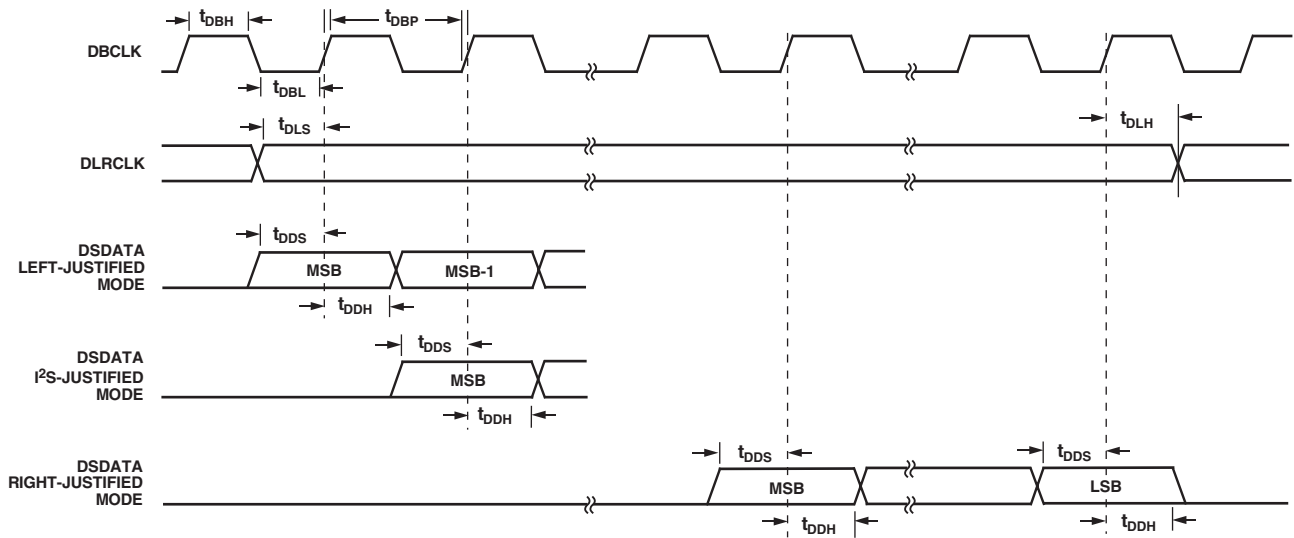 tDBH
tDBP
DBCLK
tDBL
tDLS
tDLH
DLRCLK
tDDS
DSDATA
LEFT-JUSTIFIED
MODE
MSB
MSB-1
tDDH
DSDATA
I2S-JUSTIFIED
MODE
tDDS
MSB
tDDH
DSDATA
RIGHT-JUSTIFIED
MODE
tDDS
tDDS
MSB
LSB
tDDH
tDDH